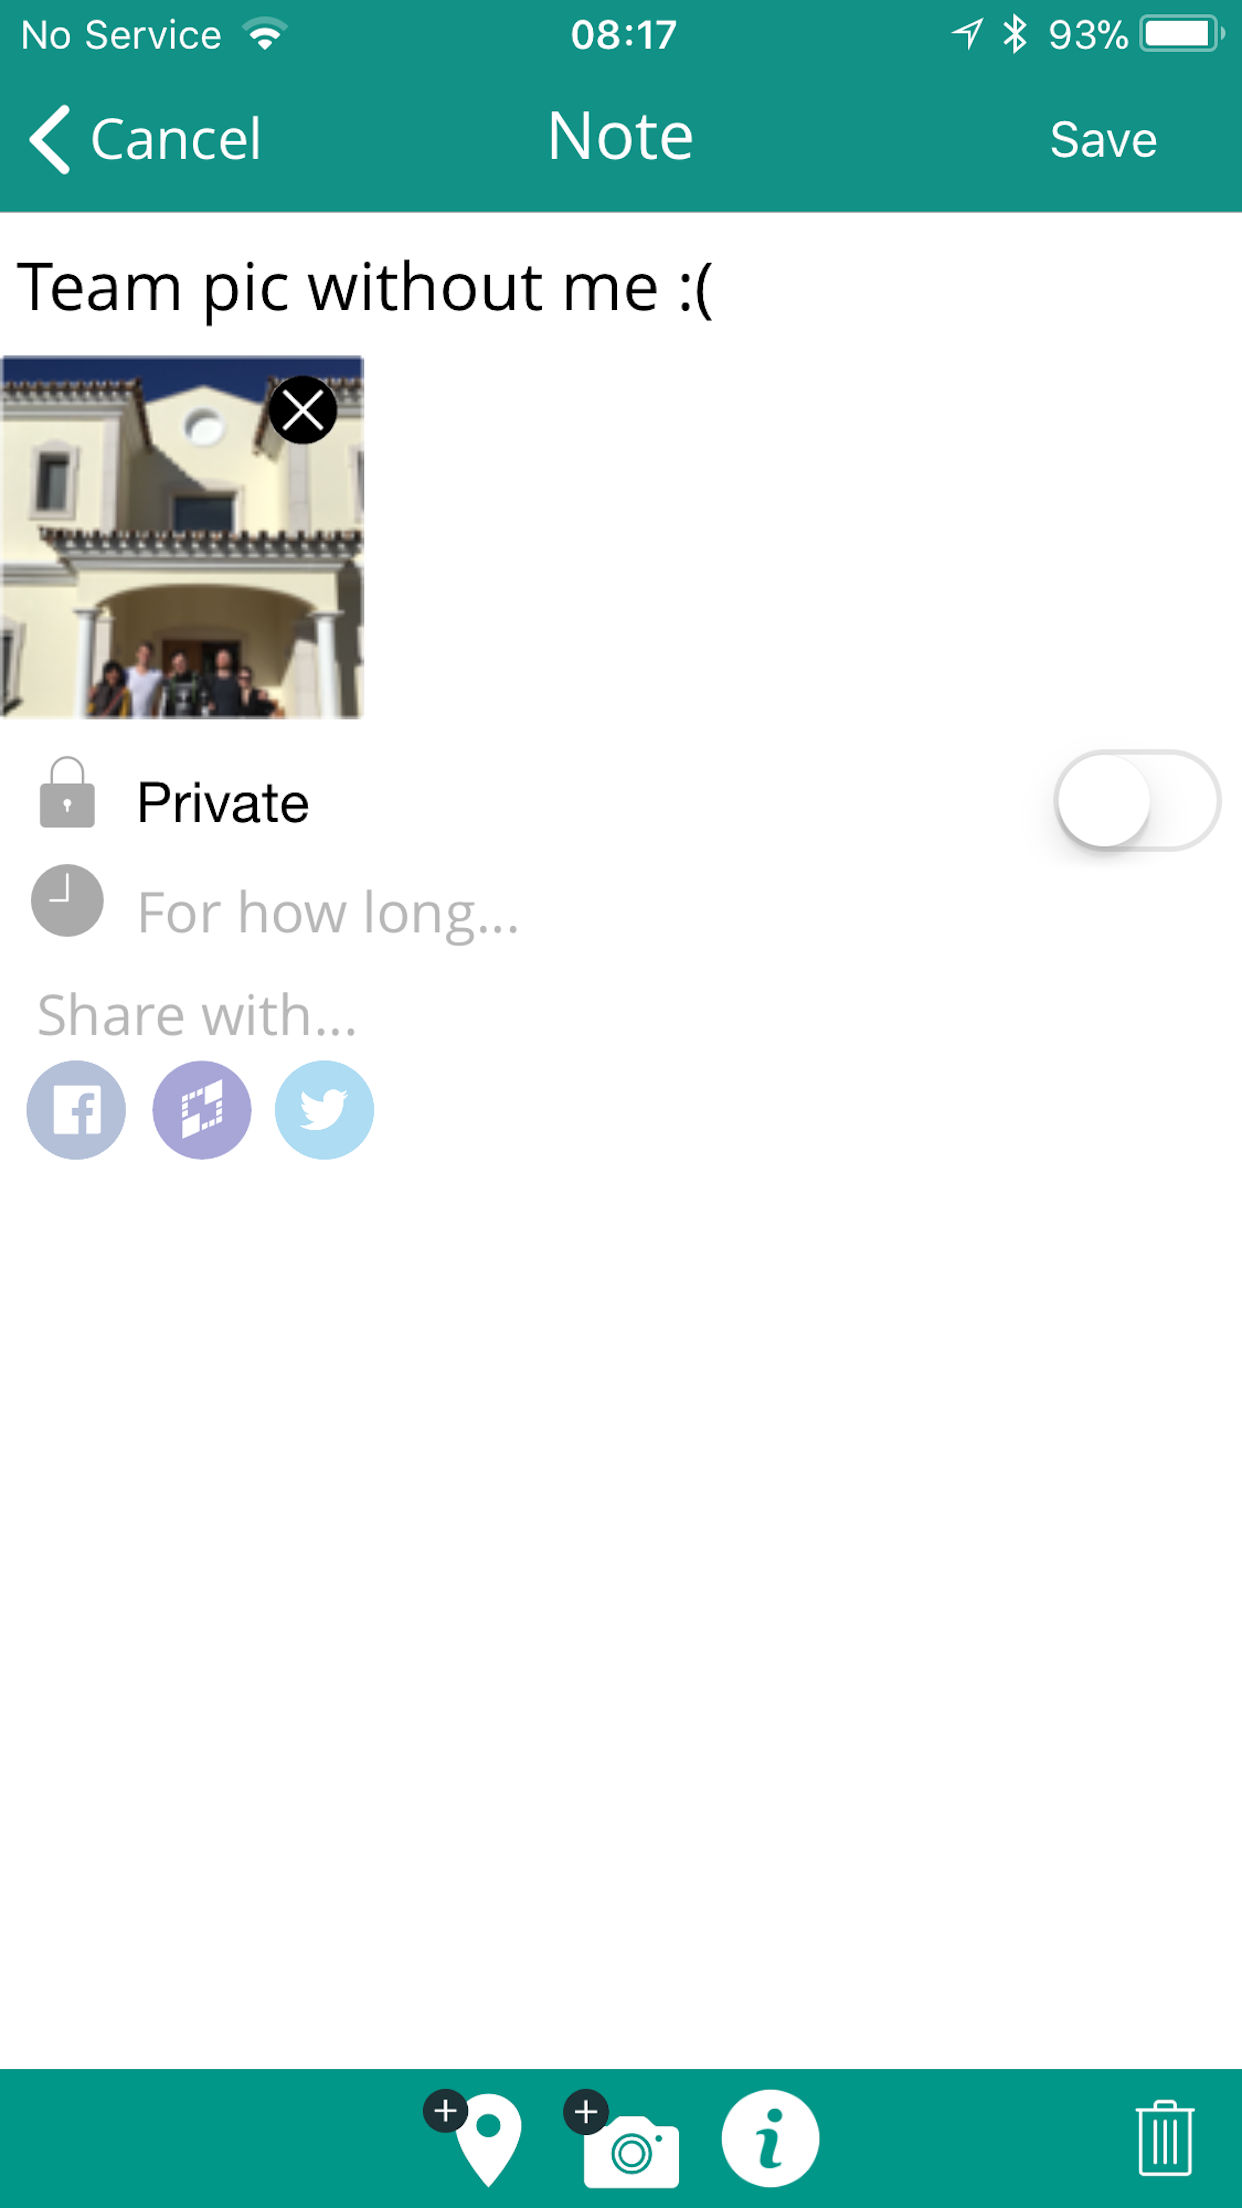 No Service 08:17 93%
Cancel Note Save
Team pic without me :(
Private
For how long...
Share with...